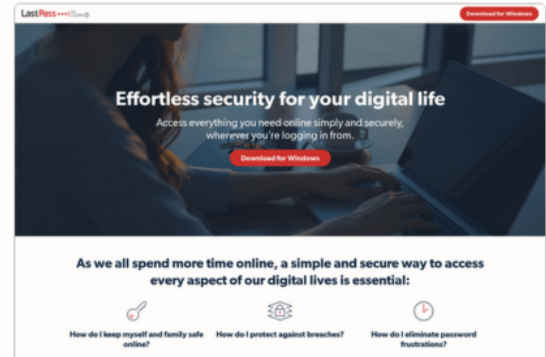 LastPass
Download for Windows
Effortless security for your digital life
Access everything you need online simply and securely,
wherever you're logging in from.
Download for Windows
As we all spend more time online, a simple and secure way to access
every aspect of our digital lives is essential:
How do I keep myself and family safe
online?
How do I protect against breaches?
How do I eliminate password
frustrations?